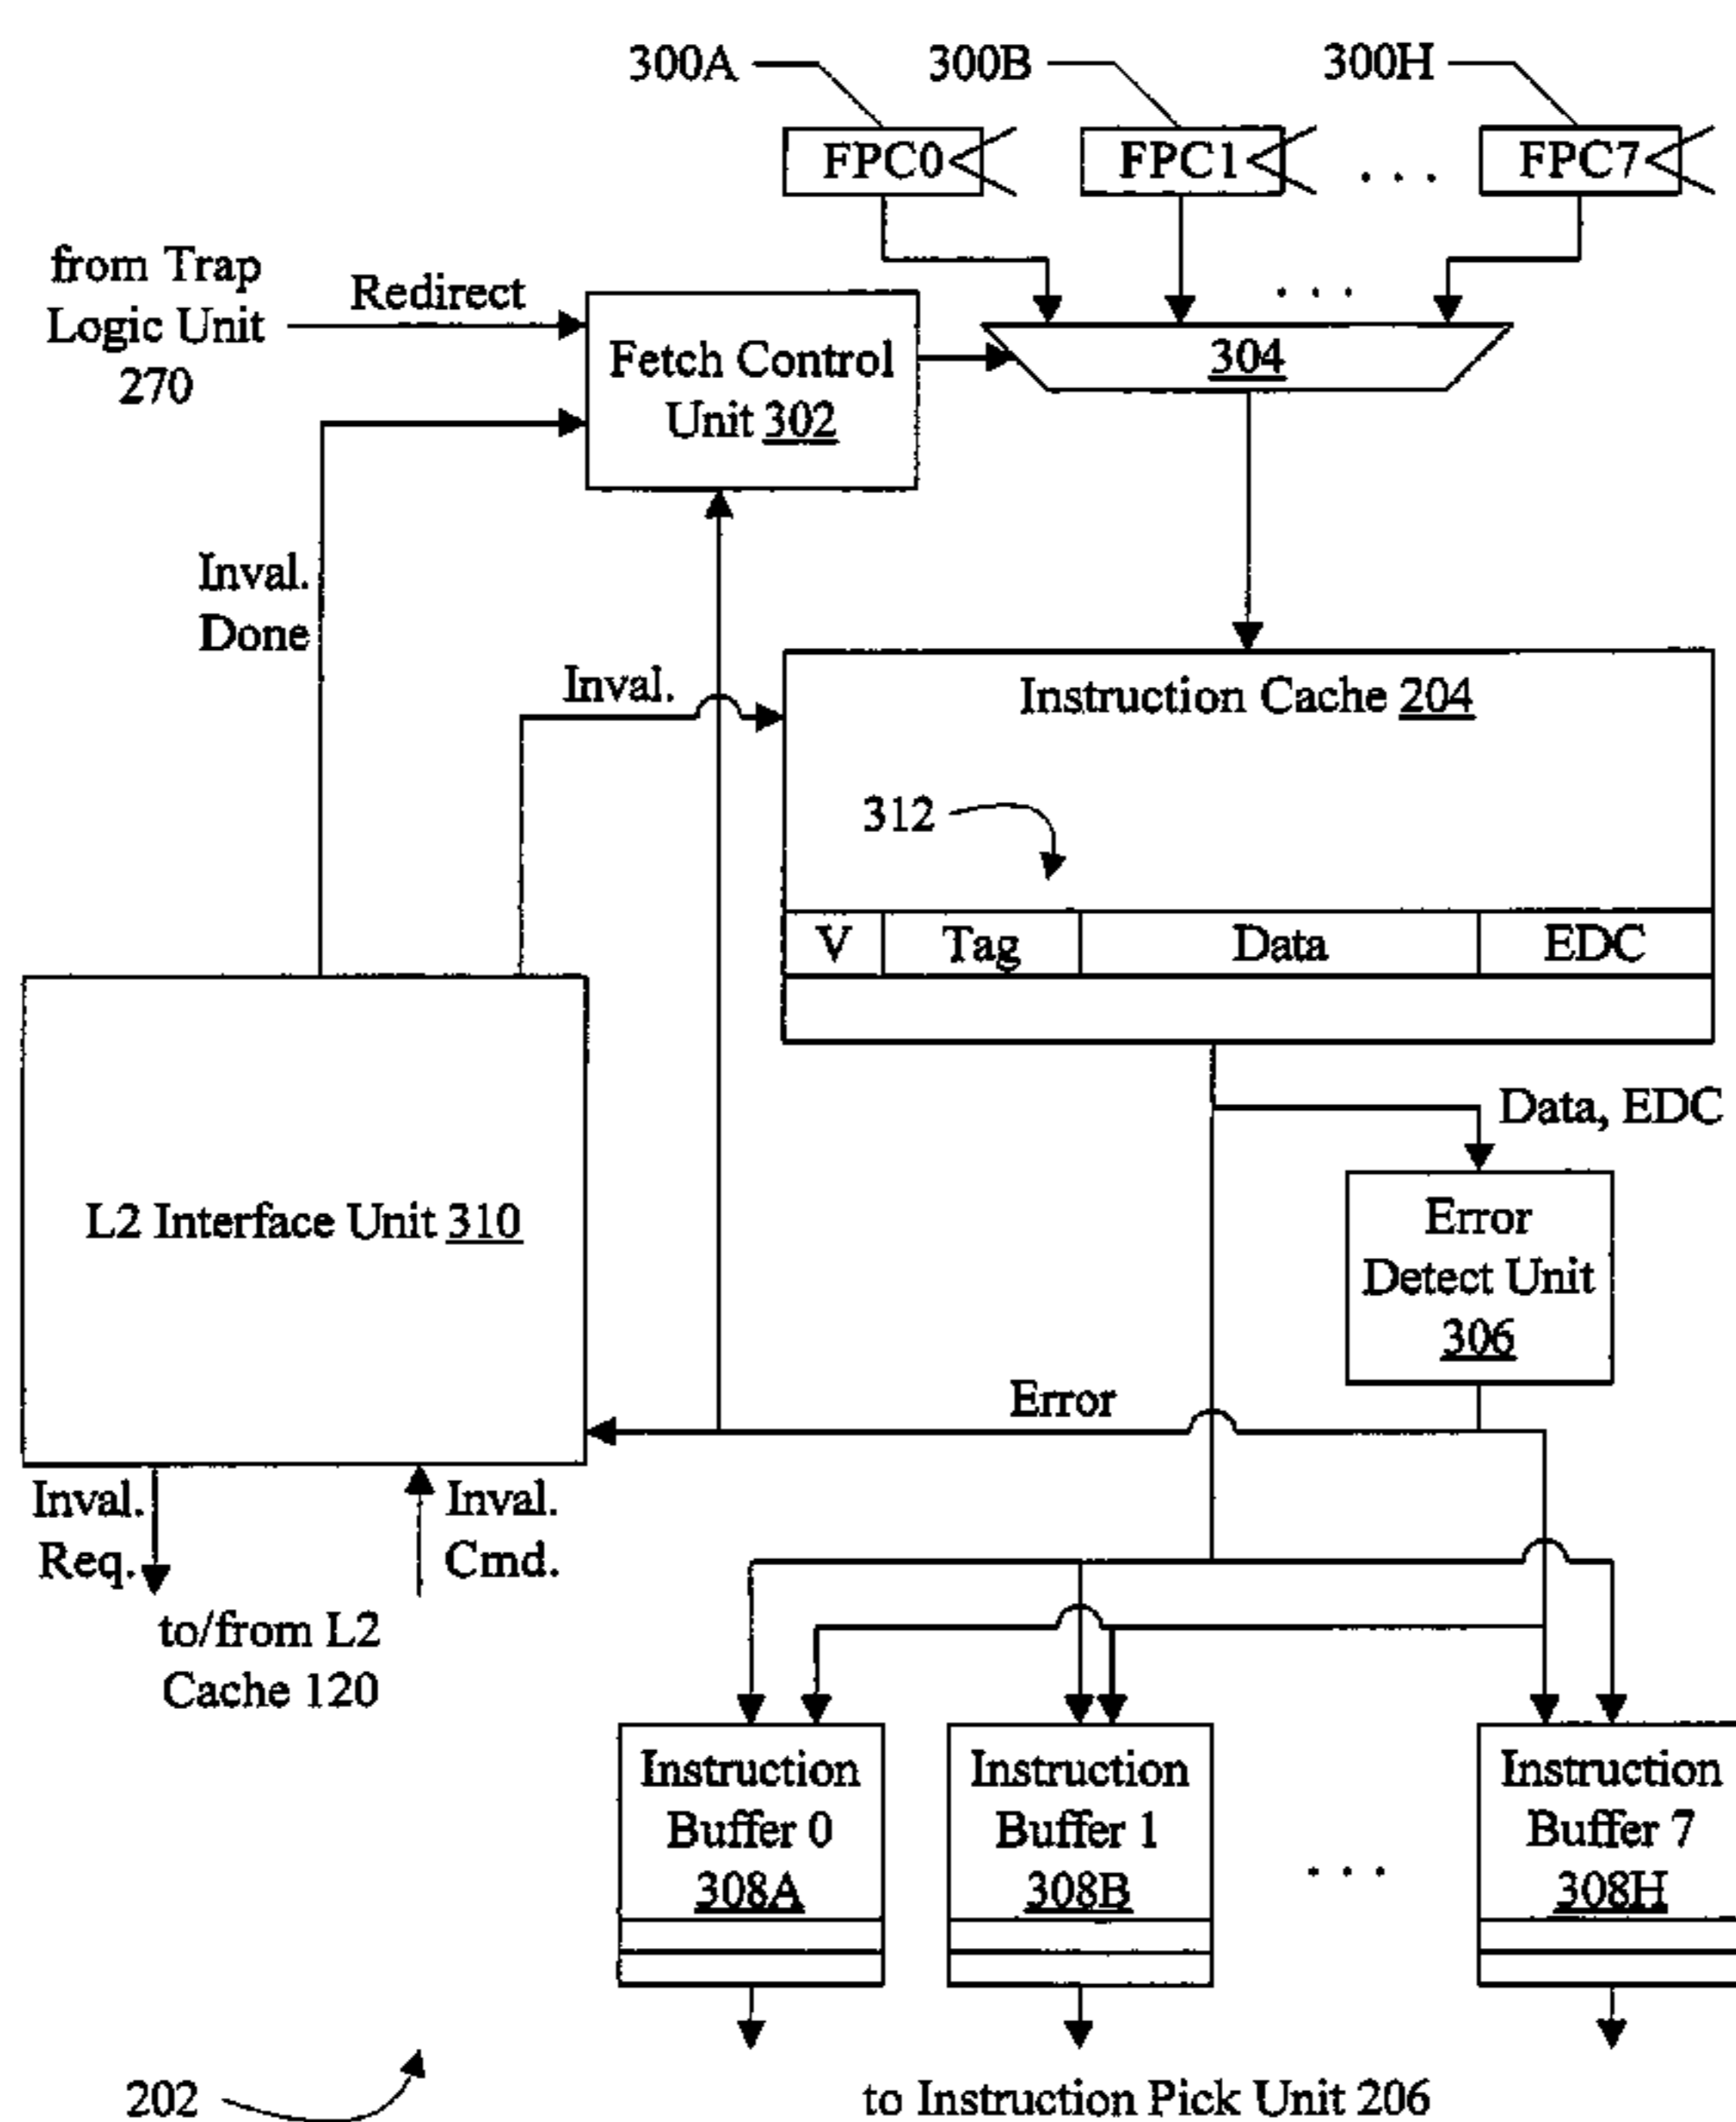 300A
300B
300H
FPC0
FPC1
. . .
FPC7
from Trap
Logic Unit
270
Redirect
. . .
Fetch Control
Unit 302
304
Inval.
Done
Inval.
Instruction Cache 204
312
V
Tag
Data
EDC
Data, EDC
L2 Interface Unit 310
Error
Detect Unit
306
Error
Inval.
Req.
Inval.
Cmd.
to/from L2
Cache 120
Instruction
Buffer 0
308A
Instruction
Buffer 1
308B
. . .
Instruction
Buffer 7
308H
202
to Instruction Pick Unit 206